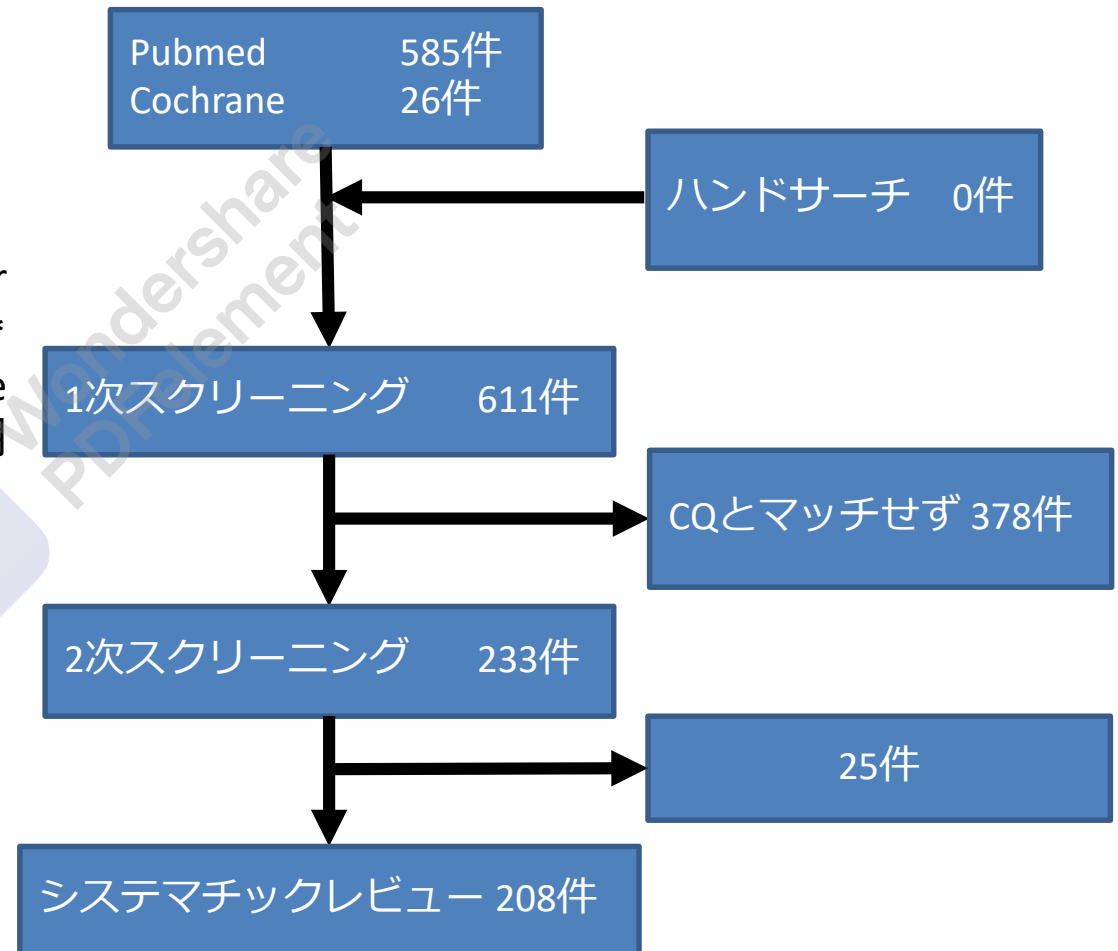 Pubmed 585件
Cochrane 26件
ハンドサーチ 0件
r
*
e
1次スクリーニング 611件
CQとマッチせず 378件
2次スクリーニング 233件
25件
システマチックレビュー 208件
Wondershare
PDFelement